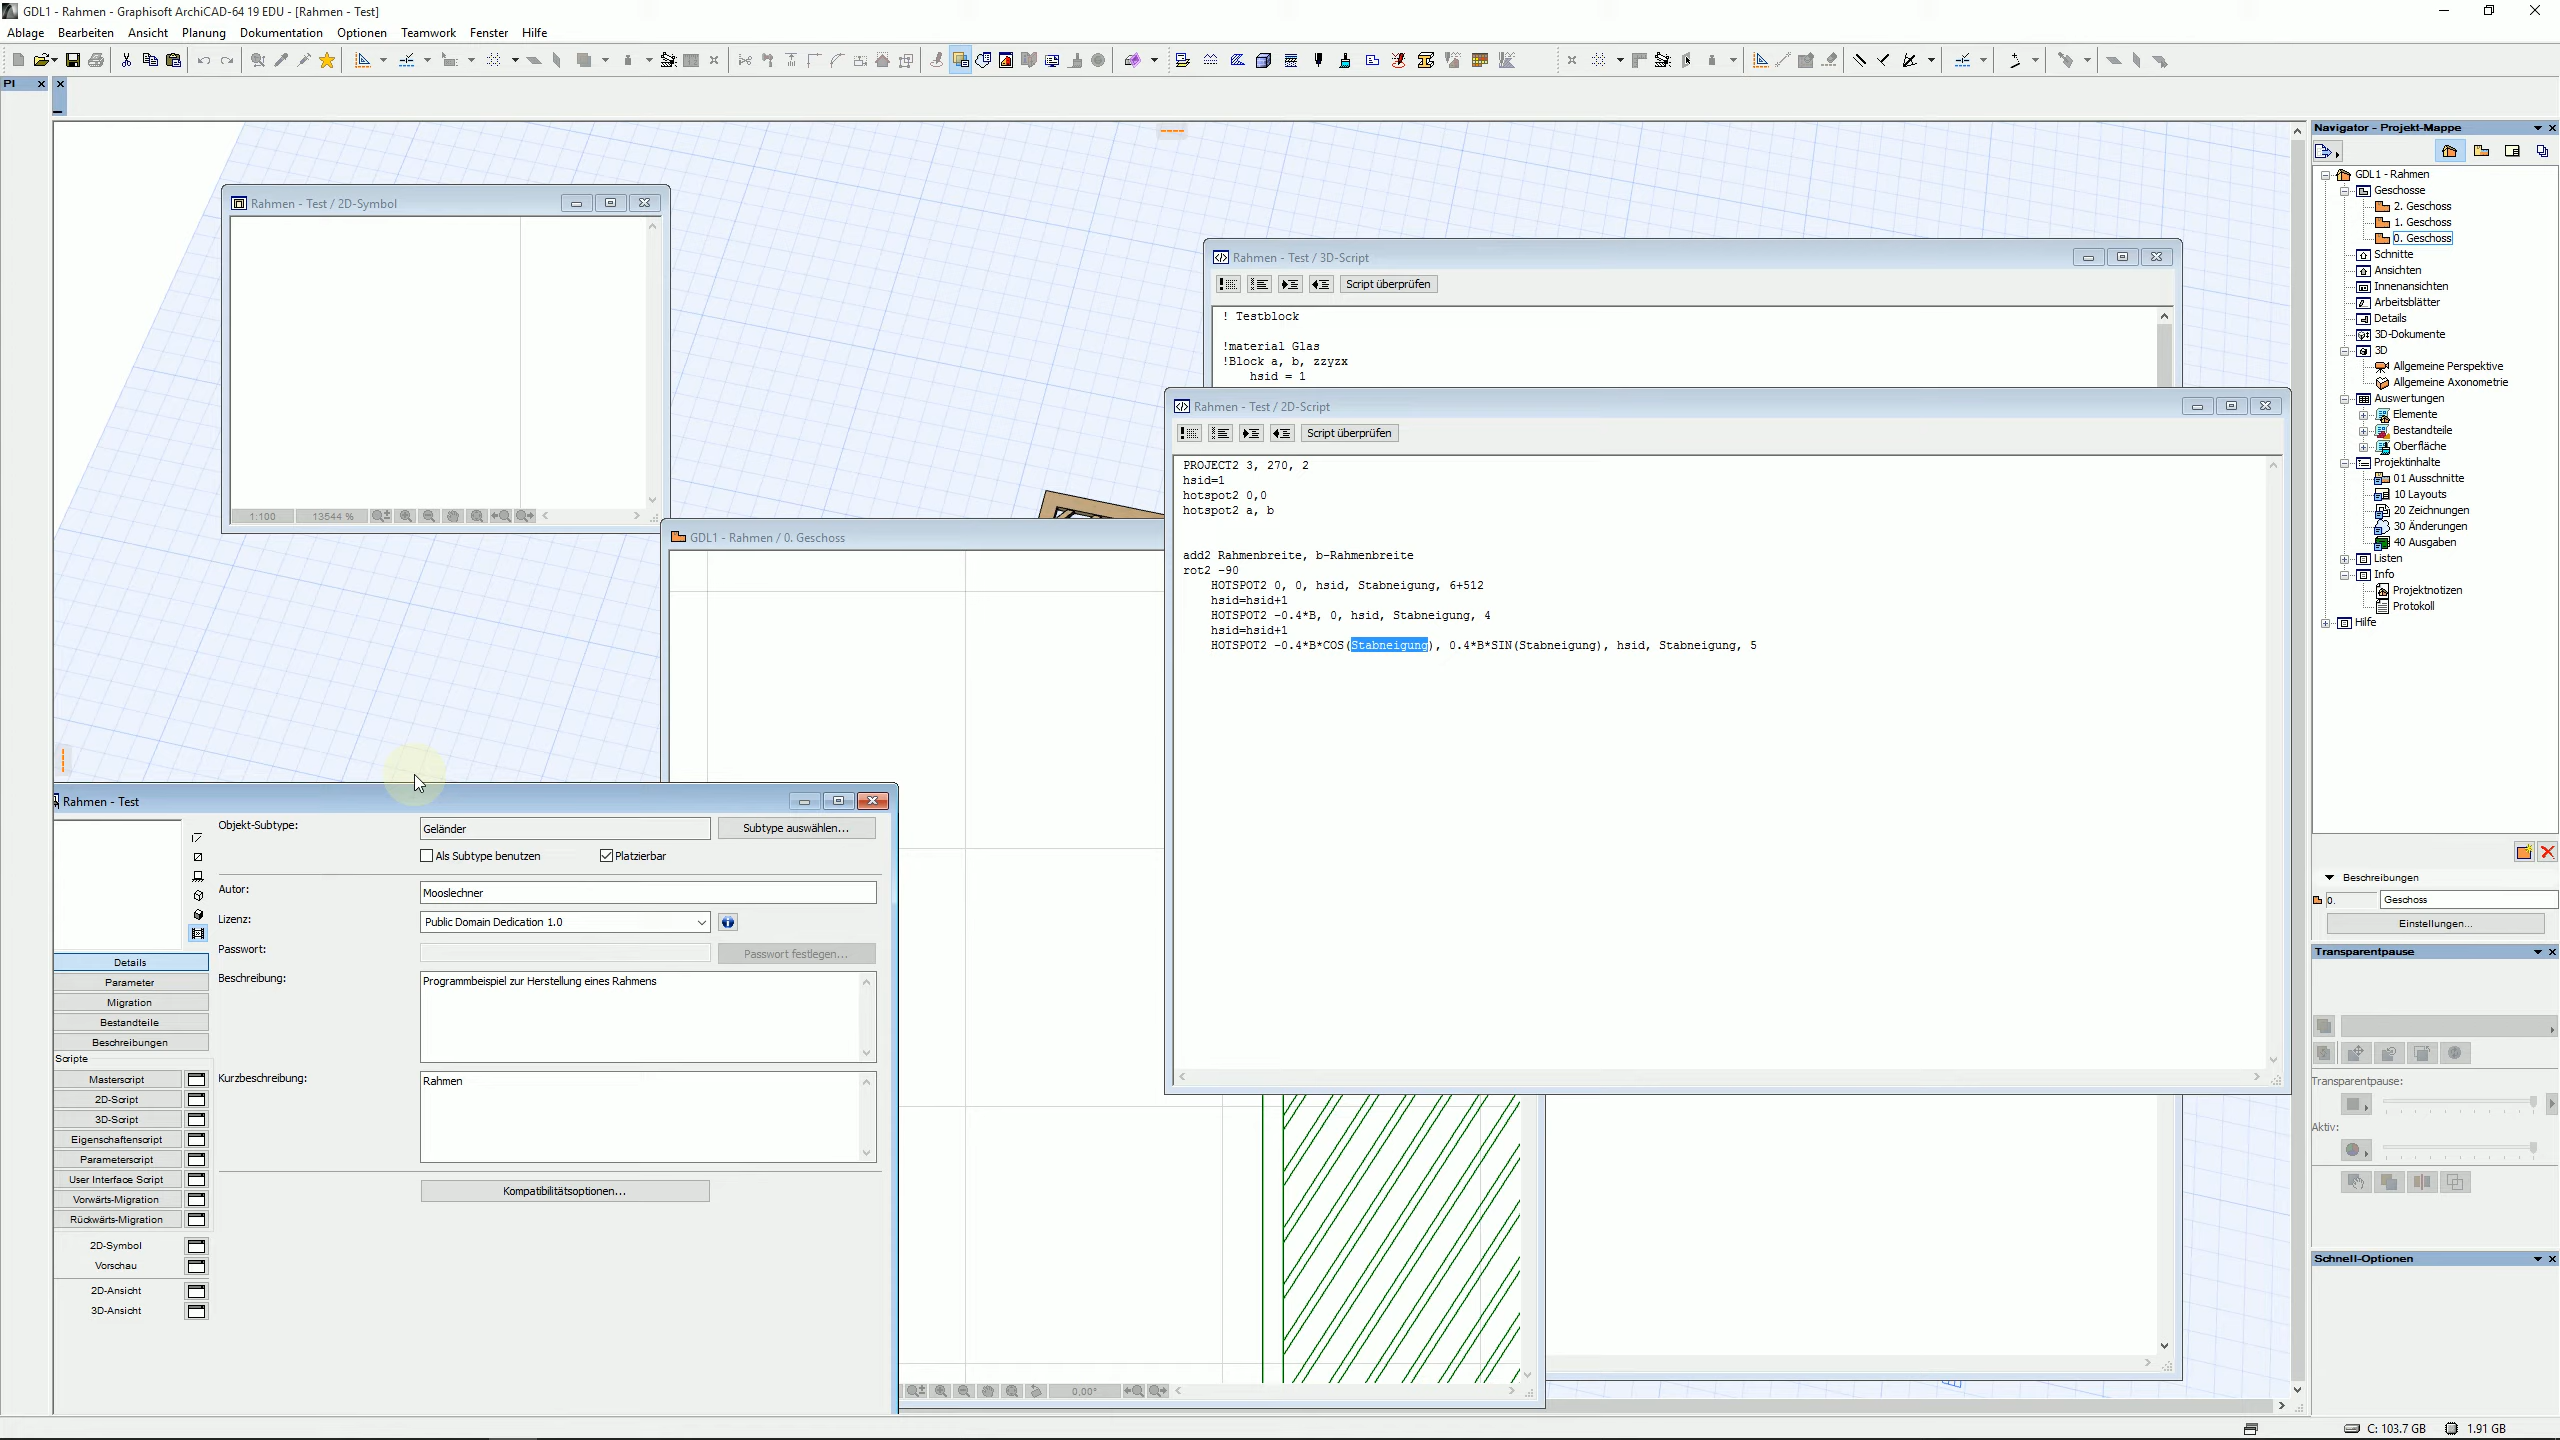 GDL1 - Rahmen - Graphisoft ArchiCAD-64 19 EDU - [Rahmen - Test]
Ablage Bearbeiten Ansicht Planung Dokumentation Optionen Teamwork Fenster Hilfe
PI
Rahmen - Test / 2D-Symbol
1:100 13544 %
Rahmen - Test / 3D-Script
Script überprüfen
! Testblock
!material Glas
!Block a, b, zzyzx
hsid = 1
Rahmen - Test / 2D-Script
Script überprüfen
PROJECT2 3, 270, 2
hsid=1
hotspot2 0,0
hotspot2 a, b
add2 Rahmenbreite, b-Rahmenbreite
rot2 -90
HOTSPOT2 0, 0, hsid, Stabneigung, 6+512
hsid=hsid+1
HOTSPOT2 -0.4*B, 0, hsid, Stabneigung, 4
hsid=hsid+1
HOTSPOT2 -0.4*B*COS(Stabneigung), 0.4*B*SIN(Stabneigung), hsid, Stabneigung, 5
GDL1 - Rahmen / 0. Geschoss
0,00°
Rahmen - Test
Objekt-Subtype:
Geländer
Subtype auswählen...
Als Subtype benutzen
Platzierbar
Autor:
Mooslechner
Lizenz:
Public Domain Dedication 1.0
Passwort:
Passwort festlegen...
Beschreibung:
Programmbeispiel zur Herstellung eines Rahmens
Kurzbeschreibung:
Rahmen
Kompatibilitätsoptionen...
Details
Parameter
Migration
Bestandteile
Beschreibungen
Scripte
Masterscript
2D-Script
3D-Script
Eigenschaftenscript
Parameterscript
User Interface Script
Vorwärts-Migration
Rückwärts-Migration
2D-Symbol
Vorschau
2D-Ansicht
3D-Ansicht
Navigator - Projekt-Mappe
GDL1 - Rahmen
Geschosse
2. Geschoss
1. Geschoss
0. Geschoss
Schnitte
Ansichten
Innenansichten
Arbeitsblätter
Details
3D-Dokumente
3D
Allgemeine Perspektive
Allgemeine Axonometrie
Auswertungen
Elemente
Bestandteile
Oberfläche
Projektinhalte
01 Ausschnitte
10 Layouts
20 Zeichnungen
30 Änderungen
40 Ausgaben
Listen
Info
Projektnotizen
Protokoll
Hilfe
Beschreibungen
0. Geschoss
Einstellungen...
Transparentpause
Transparentpause:
Aktiv:
Schnell-Optionen
C: 103.7 GB 1.91 GB